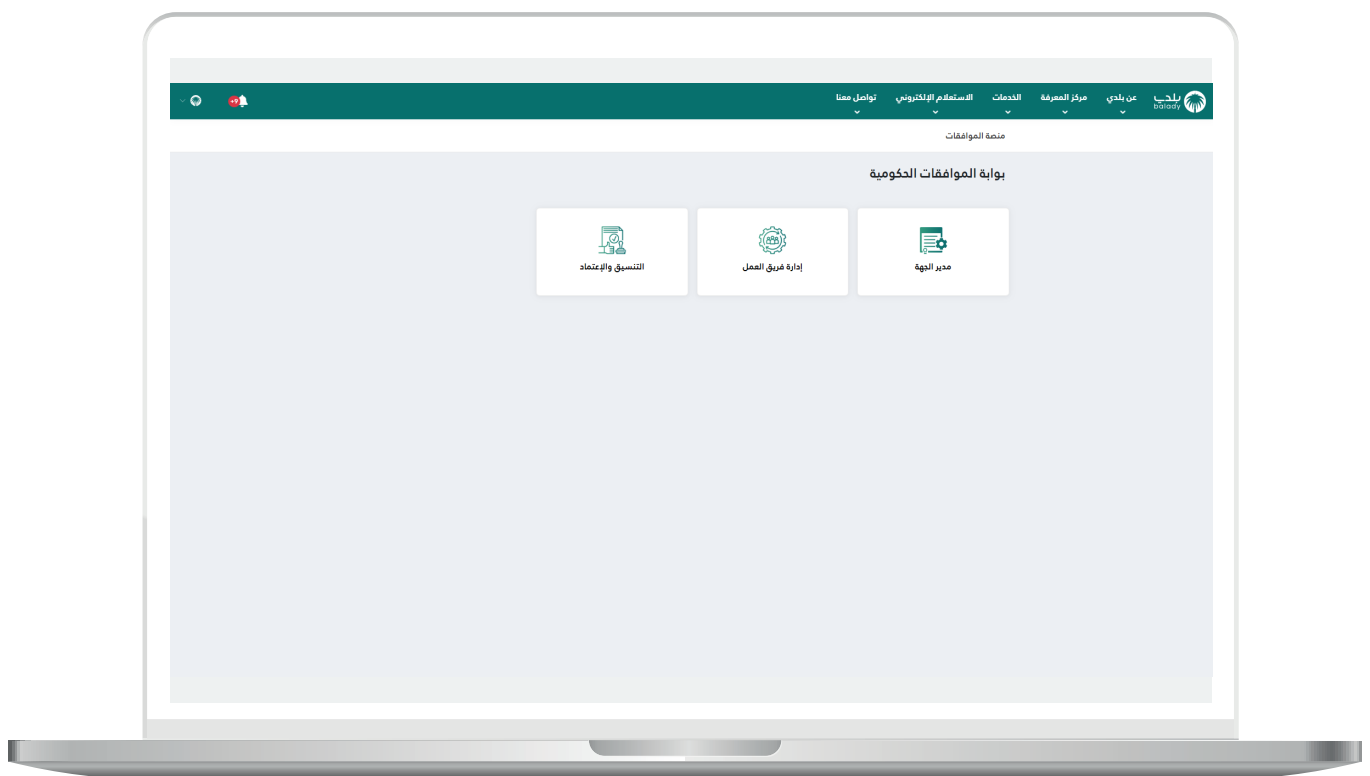 بلدي
balady
عن بلدي
مركز المعرفة
الخدمات
الاستعلام الإلكتروني
تواصل معنا
+9
منصة الموافقات
بوابة الموافقات الحكومية
مدير الجهة
إدارة فريق العمل
التنسيق والإعتماد